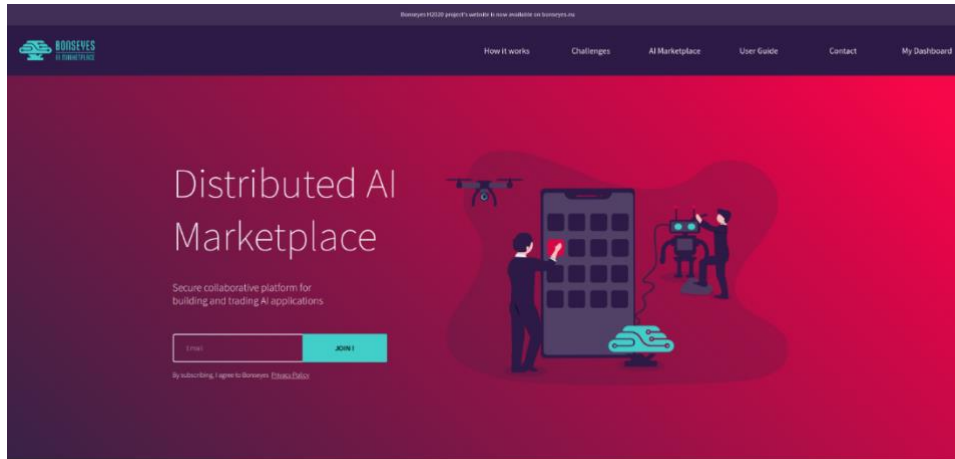 Bonseyes H2020 project's website is now available on bonseyes.eu
BONSEYES
AI MARKETPLACE
How it works
Challenges
AI Marketplace
User Guide
Contact
My Dashboard
Distributed AI
Marketplace
Secure collaborative platform for
building and trading AI applications
Email
JOIN !
By subscribing, I agree to Bonseyes Privacy Policy